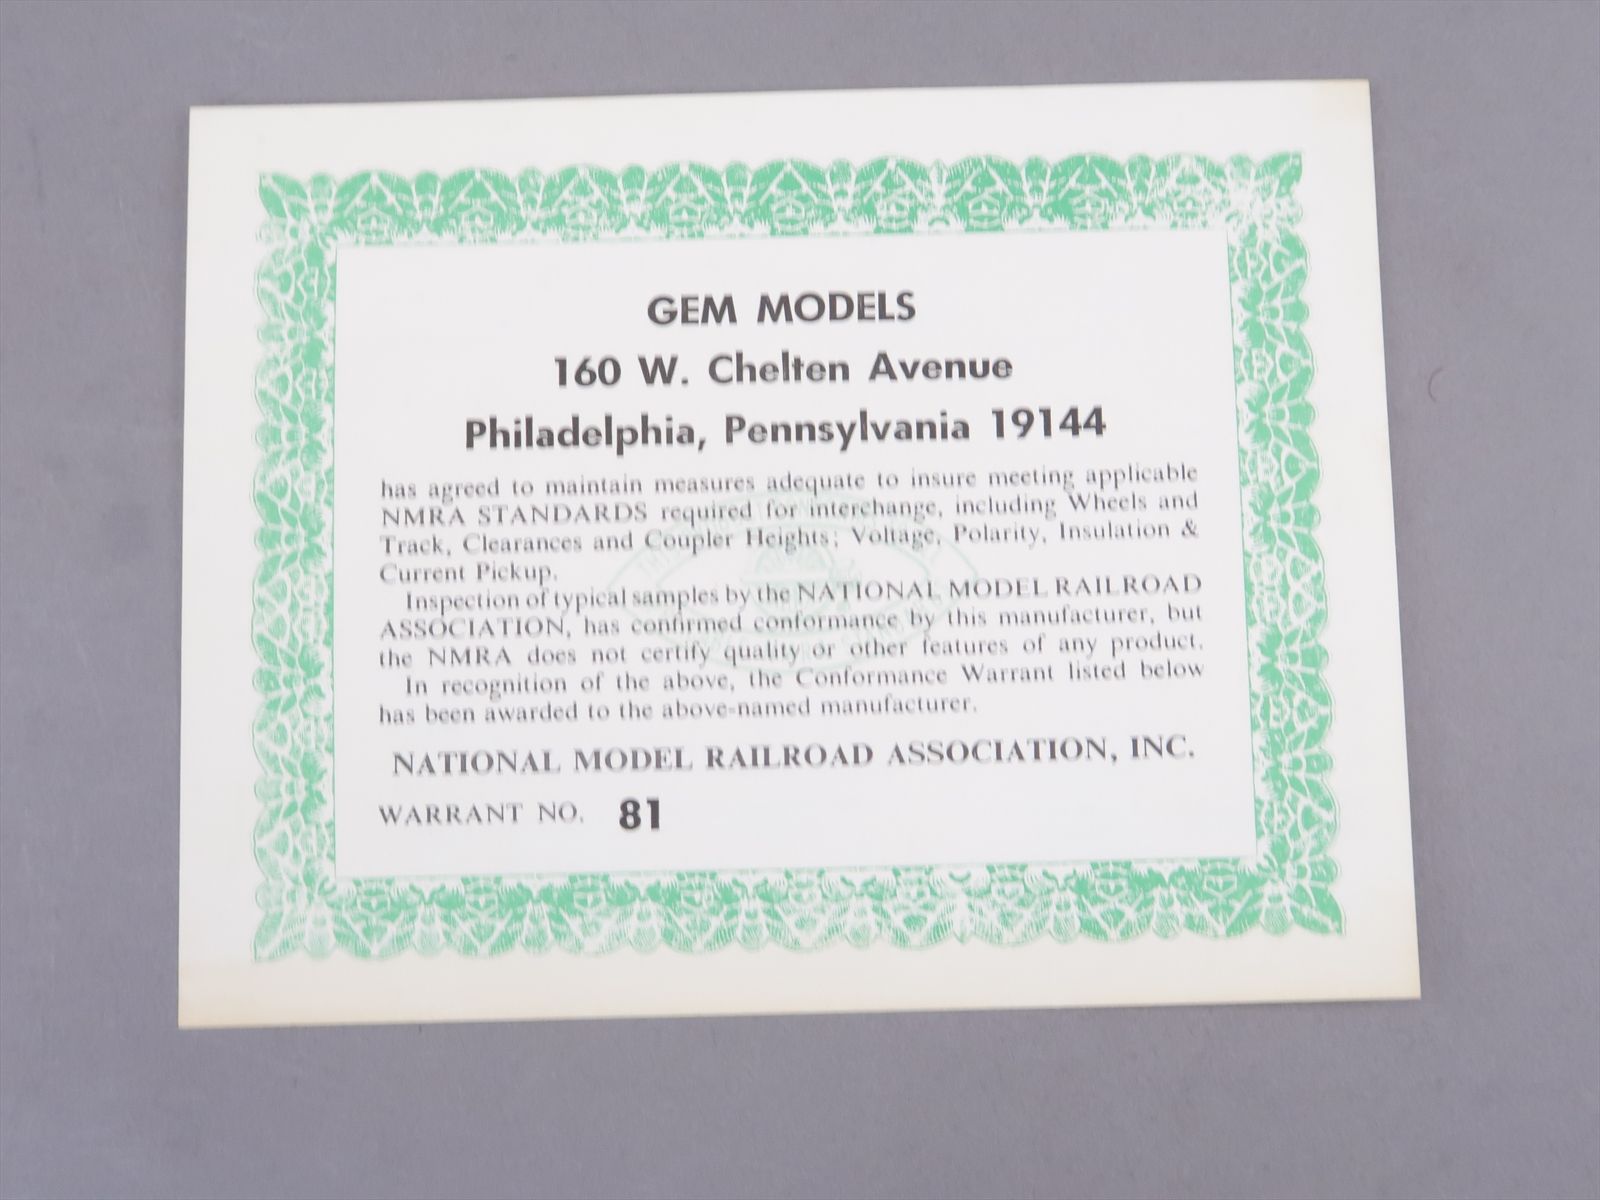 GEM MODELS
160 W. Chelten Avenue
Philadelphia, Pennsylvania 19144
has agreed to maintain measures adequate to insure meeting applicable
NMRA STANDARDS required for interchange, including Wheels and
Track, Clearances and Coupler Heights; Voltage, Polarity, Insulation &
Current Pickup.
Inspection of typical samples by the NATIONAL MODEL RAILROAD
ASSOCIATION, has confirmed conformance by this manufacturer, but
the NMRA does not certify quality or other features of any product.
In recognition of the above, the Conformance Warrant listed below
has been awarded to the above-named manufacturer.
NATIONAL MODEL RAILROAD ASSOCIATION, INC.
WARRANT NO. 81